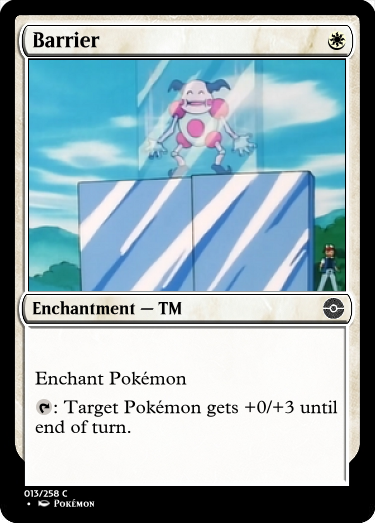 Barrier
Enchantment — TM
Enchant Pokémon
: Target Pokémon gets +0/+3 until
end of turn.
013/258 C
• Pokémon